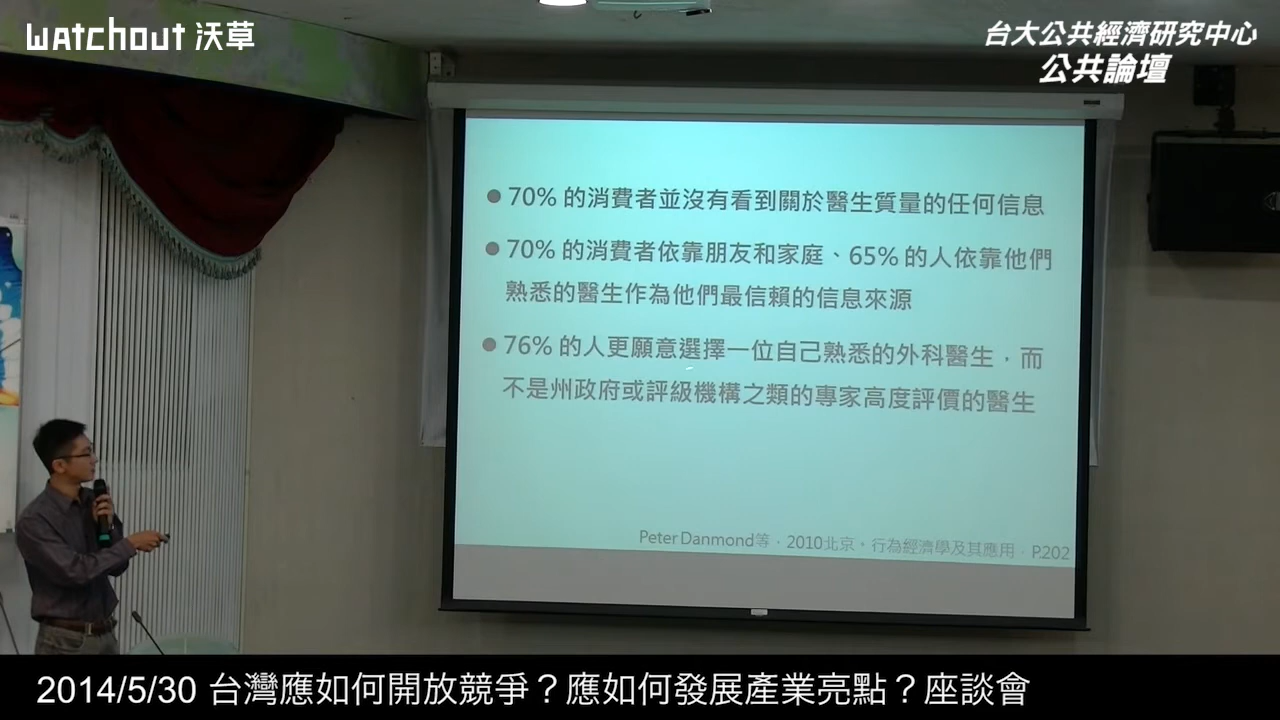 WATCHOUT 沃草
台大公共經濟研究中心
公共論壇
70% 的消費者並沒有看到關於醫生質量的任何信息
70% 的消費者依靠朋友和家庭、65% 的人依靠他們
熟悉的醫生作為他們最信賴的信息來源
76% 的人更願意選擇一位自己熟悉的外科醫生，而
不是州政府或評級機構之類的專家高度評價的醫生
Peter Danmond等，2010北京。行為經濟學及其應用，P.202
2014/5/30 台灣應如何開放競爭？應如何發展產業亮點？座談會